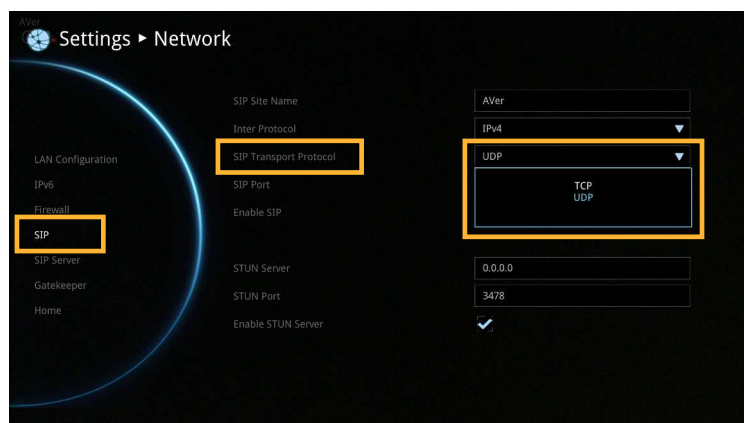 AVer
Settings ▸ Network
SIP Site Name AVer
Inter Protocol IPv4
LAN Configuration SIP Transport Protocol UDP
IPv6 SIP Port TCP
UDP
Firewall Enable SIP
SIP
SIP Server STUN Server 0.0.0.0
Gatekeeper STUN Port 3478
Home Enable STUN Server